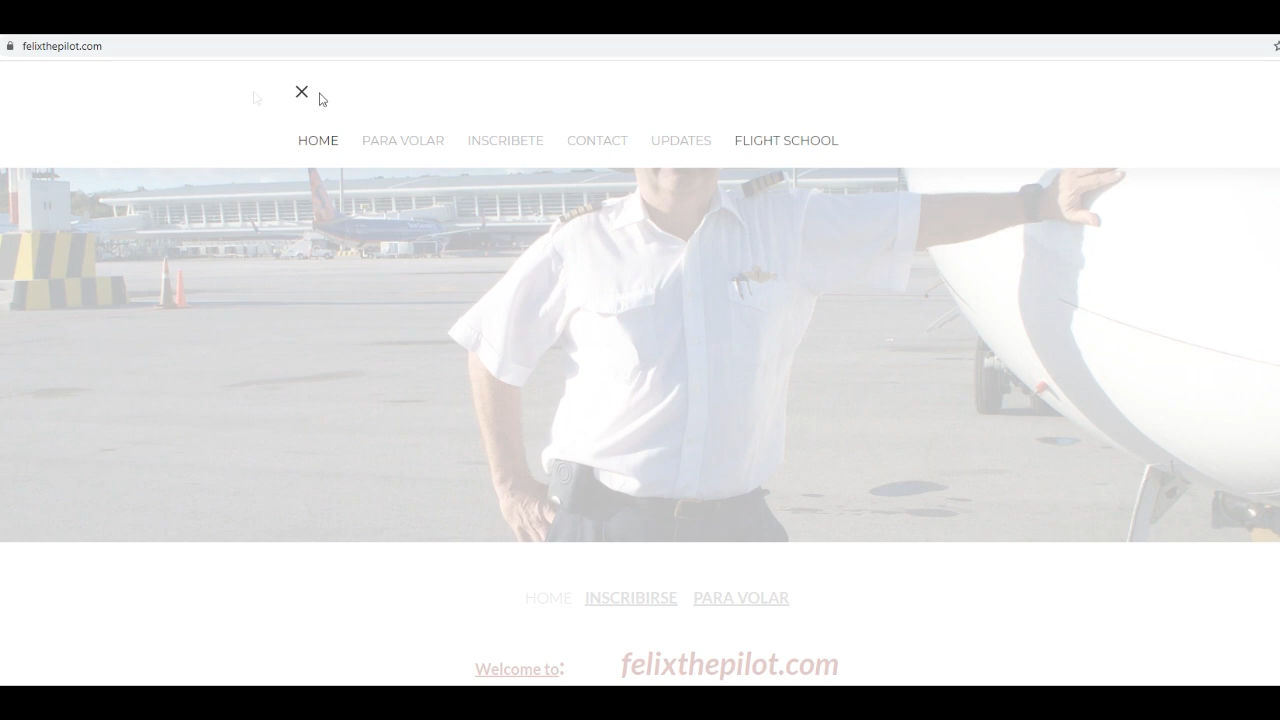 felixthepilot.com
HOME PARA VOLAR INSCRIBETE CONTACT UPDATES FLIGHT SCHOOL
HOME INSCRIBIRSE PARA VOLAR
Welcome to: felixthepilot.com